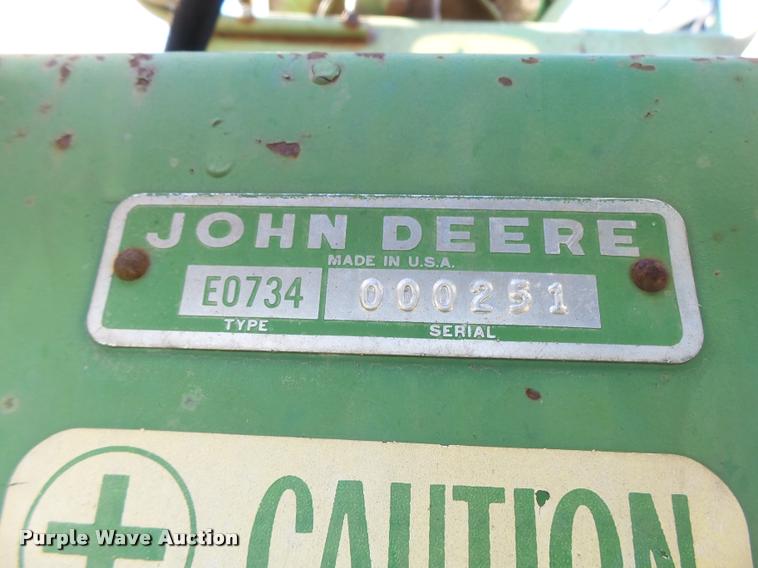 JOHN DEERE
MADE IN U.S.A.
E0734 000251
TYPE SERIAL
CAUTION
Purple Wave Auction